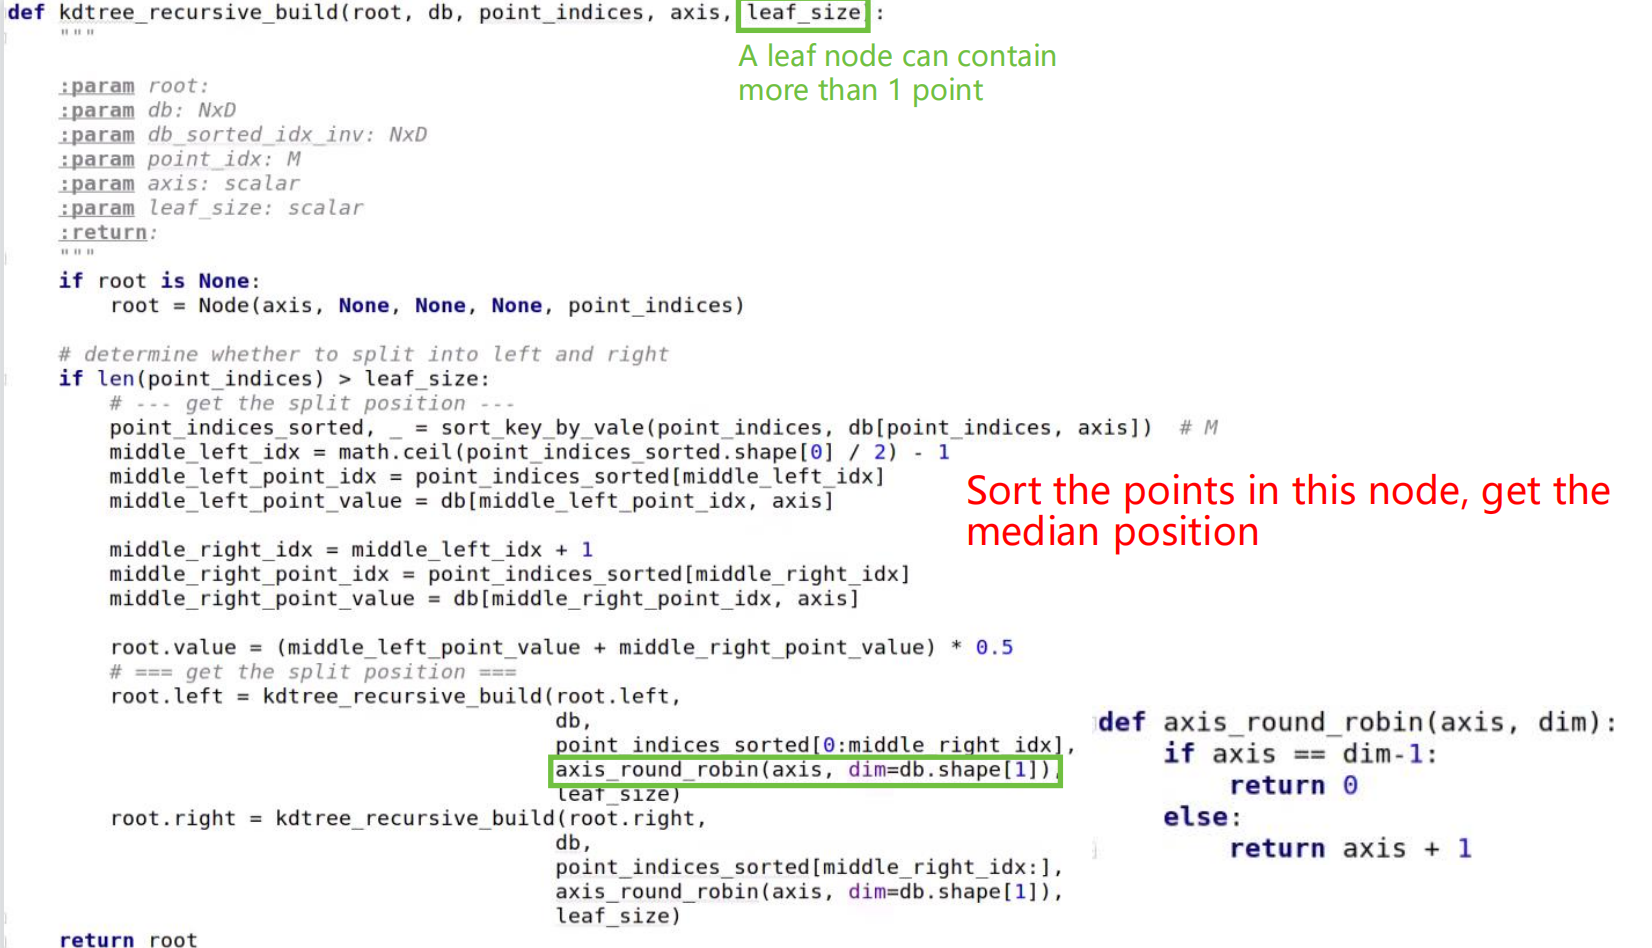 def kdtree_recursive_build(root, db, point_indices, axis, leaf_size):
"""
A leaf node can contain
more than 1 point
:param root:
:param db: NxD
:param db_sorted_idx_inv: NxD
:param point_idx: M
:param axis: scalar
:param leaf_size: scalar
:return:
"""
if root is None:
root = Node(axis, None, None, None, point_indices)
# determine whether to split into left and right
if len(point_indices) > leaf_size:
# --- get the split position ---
point_indices_sorted, _ = sort_key_by_vale(point_indices, db[point_indices, axis])  # M
middle_left_idx = math.ceil(point_indices_sorted.shape[0] / 2) - 1
middle_left_point_idx = point_indices_sorted[middle_left_idx]
middle_left_point_value = db[middle_left_point_idx, axis]
Sort the points in this node, get the
median position
middle_right_idx = middle_left_idx + 1
middle_right_point_idx = point_indices_sorted[middle_right_idx]
middle_right_point_value = db[middle_right_point_idx, axis]
root.value = (middle_left_point_value + middle_right_point_value) * 0.5
# === get the split position ===
root.left = kdtree_recursive_build(root.left,
db,
point_indices_sorted[0:middle_right_idx],
axis_round_robin(axis, dim=db.shape[1]),
leaf_size)
root.right = kdtree_recursive_build(root.right,
db,
point_indices_sorted[middle_right_idx:],
axis_round_robin(axis, dim=db.shape[1]),
leaf_size)
return root
def axis_round_robin(axis, dim):
if axis == dim-1:
return 0
else:
return axis + 1